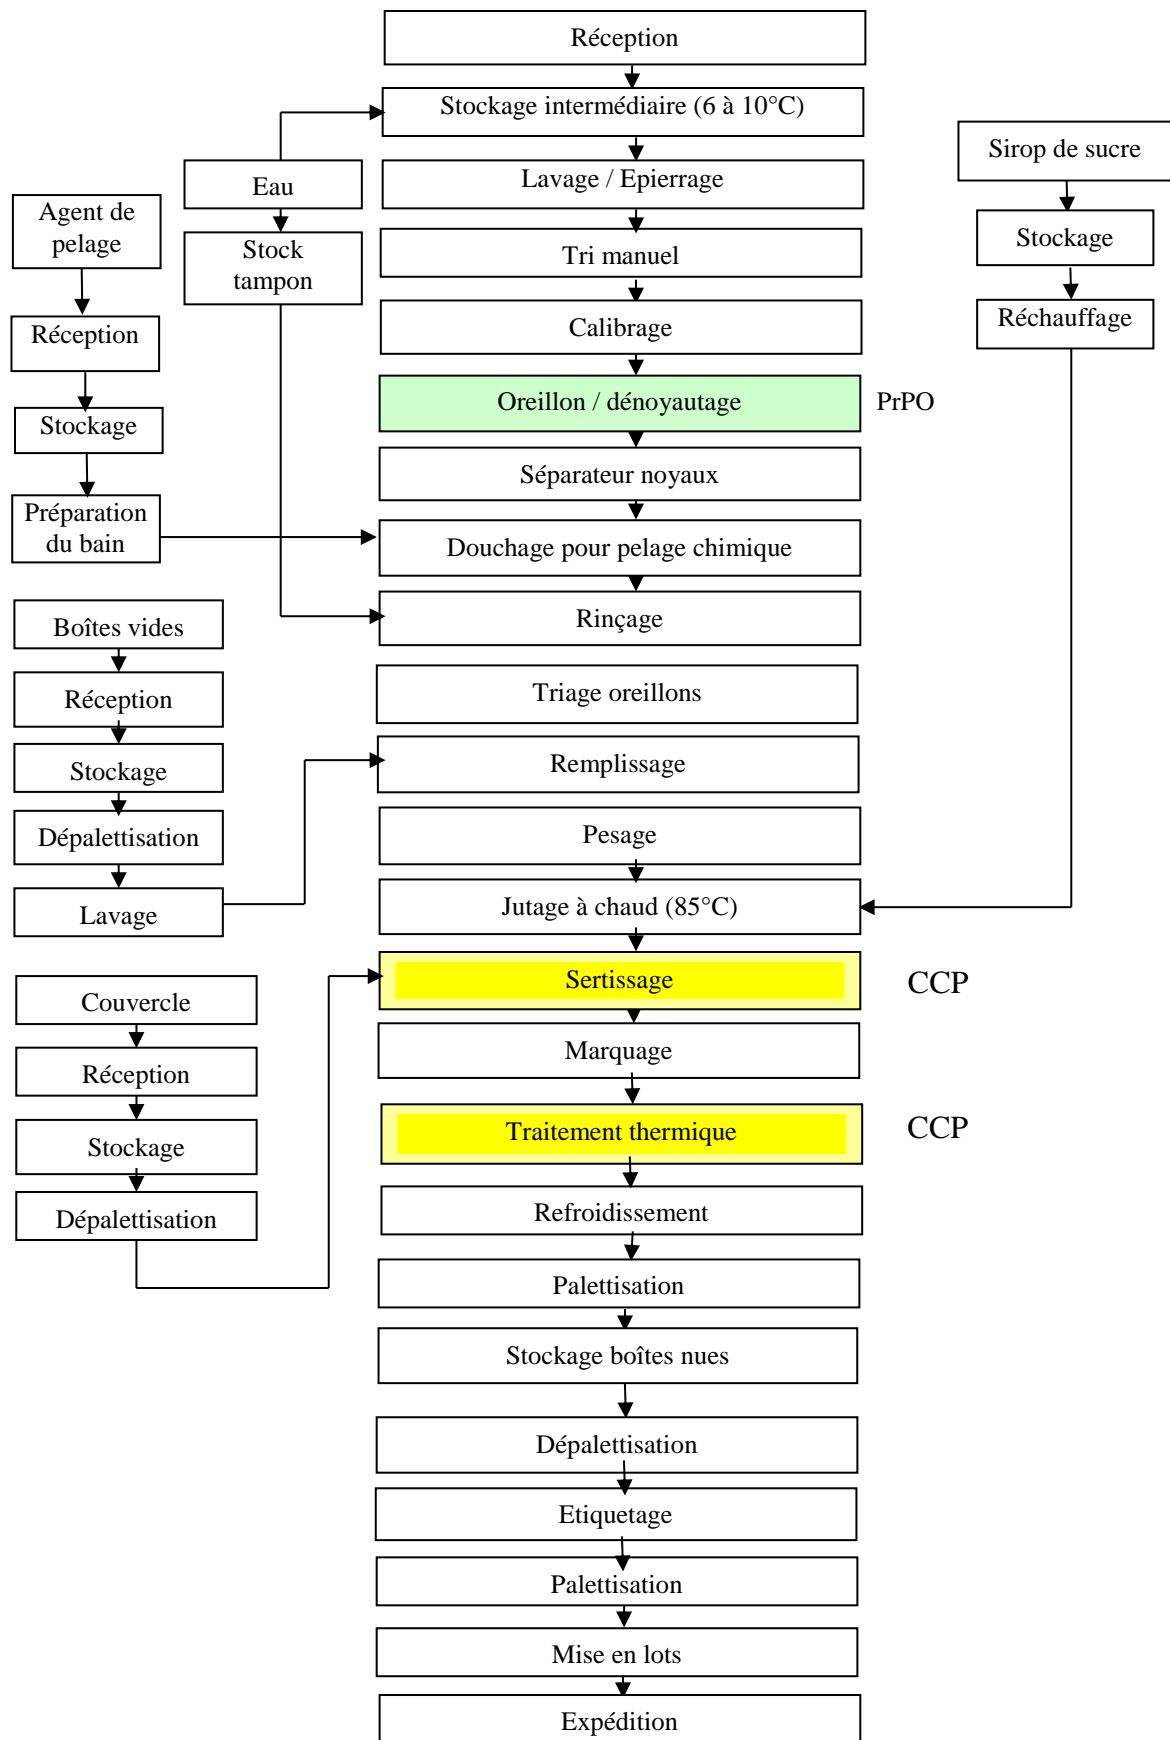 Réception
Stockage intermédiaire (6 à 10°C)
Sirop de sucre
Eau
Lavage / Epierrage
Agent de
pelage
Stock
tampon
Tri manuel
Stockage
Réception
Calibrage
Réchauffage
Stockage
Oreillon / dénoyautage
PrPO
Séparateur noyaux
Préparation
du bain
Douchage pour pelage chimique
Boîtes vides
Rinçage
Réception
Triage oreillons
Stockage
Remplissage
Dépalettisation
Pesage
Lavage
Jutage à chaud (85°C)
Couvercle
Sertissage
CCP
Réception
Marquage
Stockage
Traitement thermique
CCP
Dépalettisation
Refroidissement
Palettisation
Stockage boîtes nues
Dépalettisation
Etiquetage
Palettisation
Mise en lots
Expédition